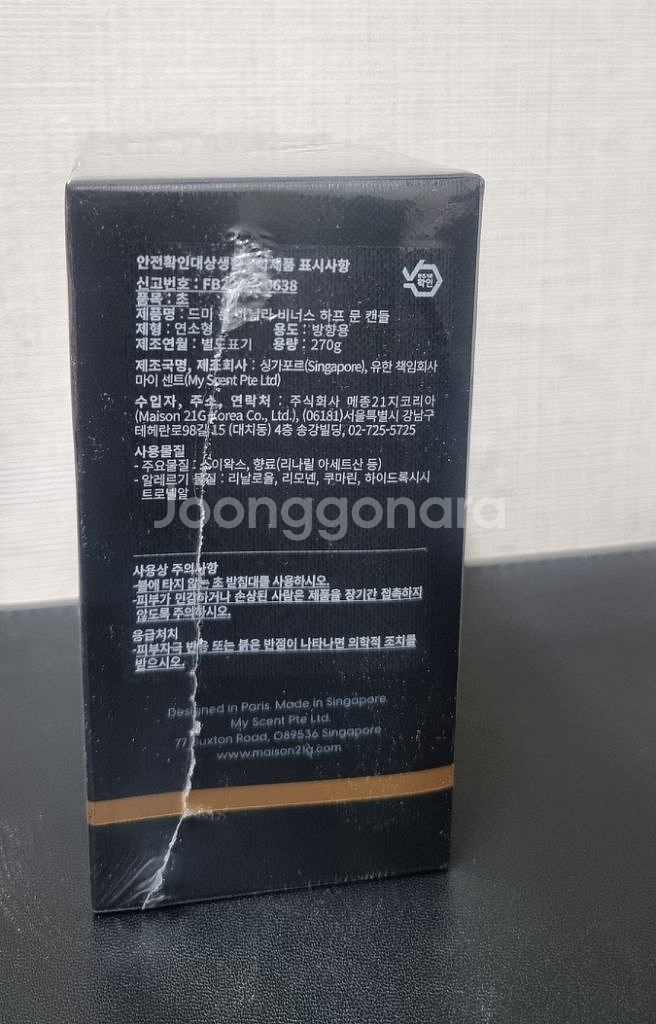 안전확인대상생활 제품 표시사항
신고번호 : FB2 0638
품목 : 초
제품명 : 드미 바닐라 비너스 하프 문 캔들
제형 : 연소형 용도 : 방향용
제조연월 : 별도표기 용량 : 270g
제조국명, 제조회사 : 싱가포르(Singapore), 유한 책임회사
마이 센트(My Scent Pte Ltd)
수입자, 주소, 연락처 : 주식회사 메종21지코리아
(Maison 21G Korea Co., Ltd.), (06181)서울특별시 강남구
테헤란로98길 15 (대치동) 4층 송강빌딩, 02-725-5725
사용물질
- 주요물질 : 소이왁스, 향료(리나릴 아세트산 등)
- 알레르기 물질 : 리날로올, 리모넨, 쿠마린, 하이드록시시
트로넬알
Joonggonara
사용상 주의사항
-불에 타지 않는 초 받침대를 사용하시오.
-피부가 민감하거나 손상된 사람은 제품을 장기간 접촉하지
않도록 주의하시오.
응급처치
-피부자극 반응 또는 붉은 반점이 나타나면 의학적 조치를
받으시오.
Designed in Paris. Made in Singapore.
My Scent Pte Ltd.
77 Duxton Road, 089536 Singapore
www.maison21g.com
확인